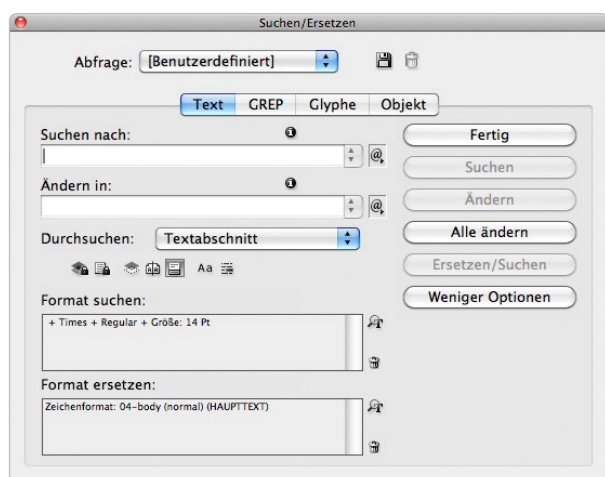 Suchen/Ersetzen
Abfrage: [Benutzerdefiniert]
Text GREP Glyphe Objekt
Suchen nach:
Fertig
@
Suchen
Ändern in:
Ändern
@
Durchsuchen: Textabschnitt
Alle ändern
Aa
Ersetzen/Suchen
Format suchen:
Weniger Optionen
+ Times + Regular + Größe: 14 Pt
Format ersetzen:
Zeichenformat: 04-body (normal) (HAUPTTEXT)